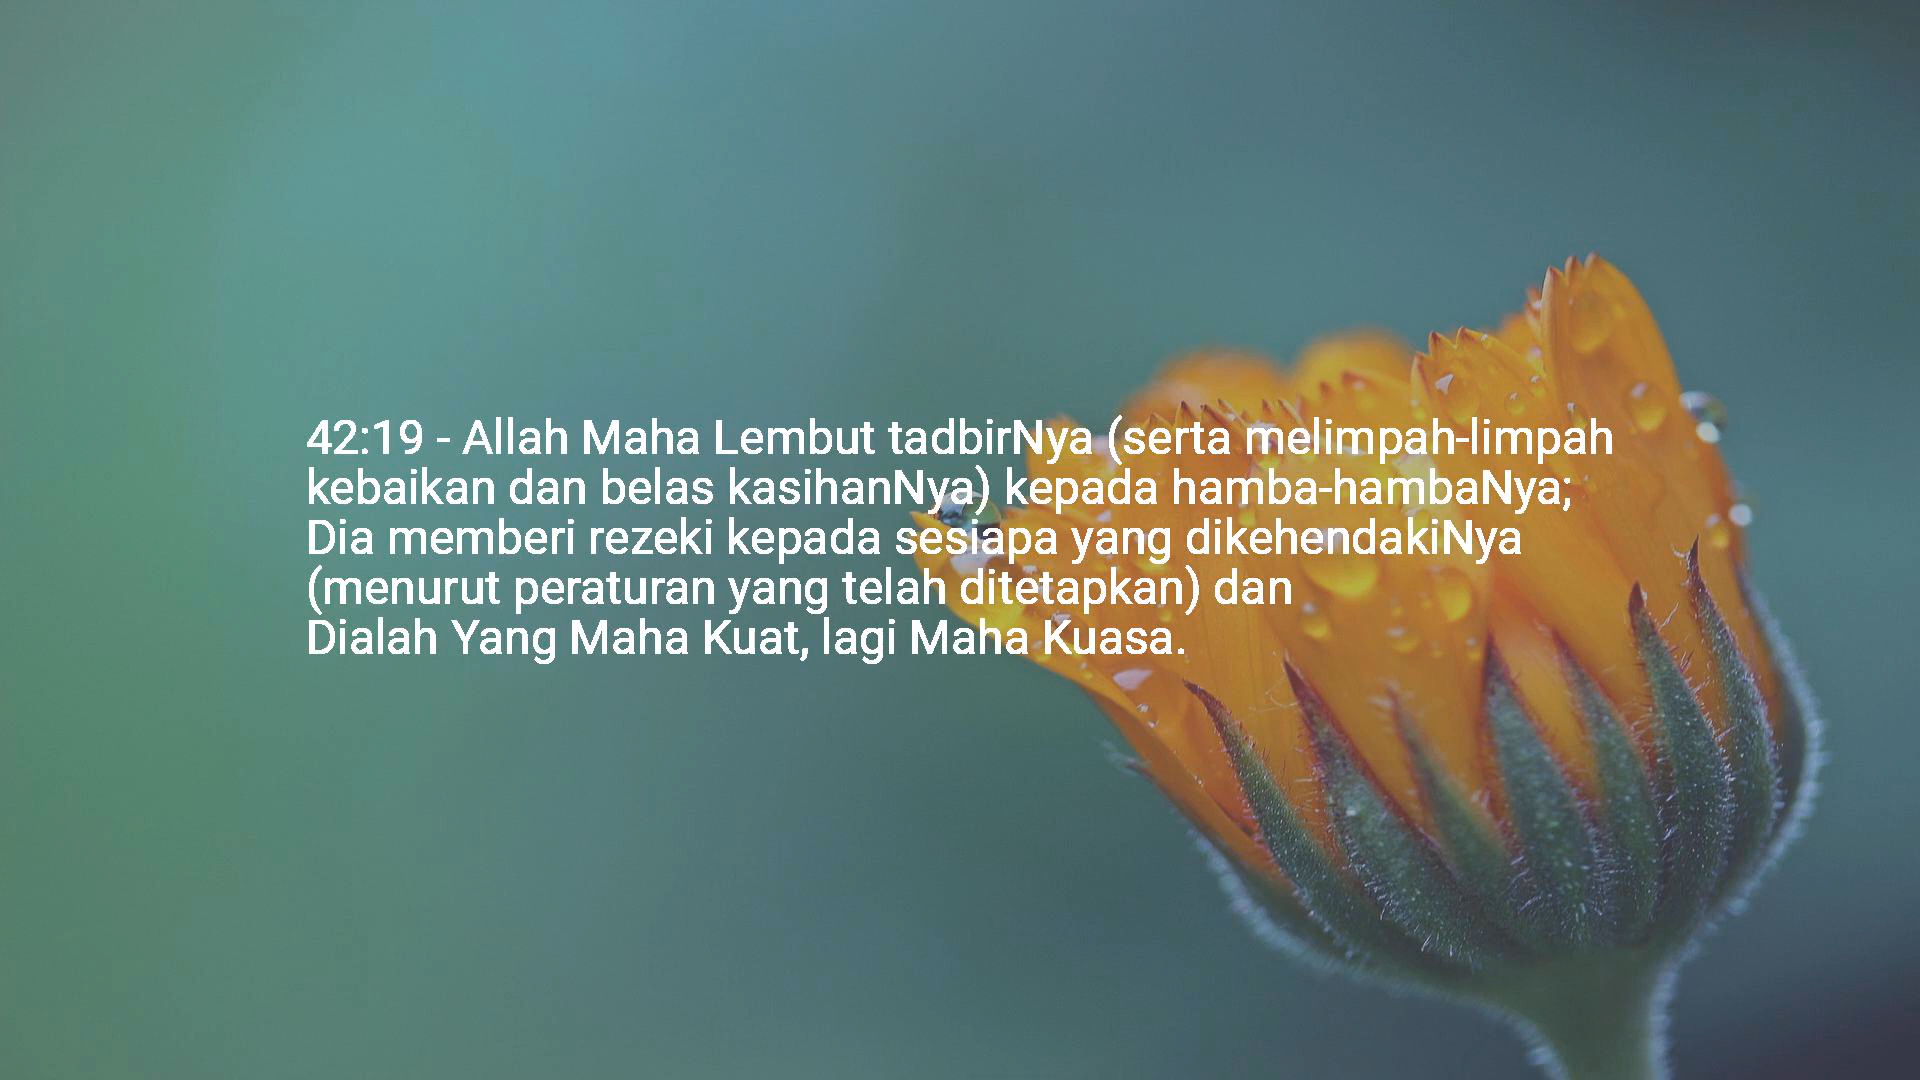 42:19 - Allah Maha Lembut tadbirNya (serta melimpah-limpah
kebaikan dan belas kasihanNya) kepada hamba-hambaNya;
Dia memberi rezeki kepada sesiapa yang dikehendakiNya
(menurut peraturan yang telah ditetapkan) dan
Dialah Yang Maha Kuat, lagi Maha Kuasa.